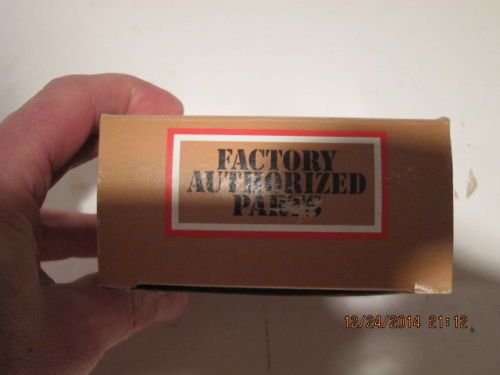 FACTORY
AUTHORIZED
PARTS
12/24/2014 21:12